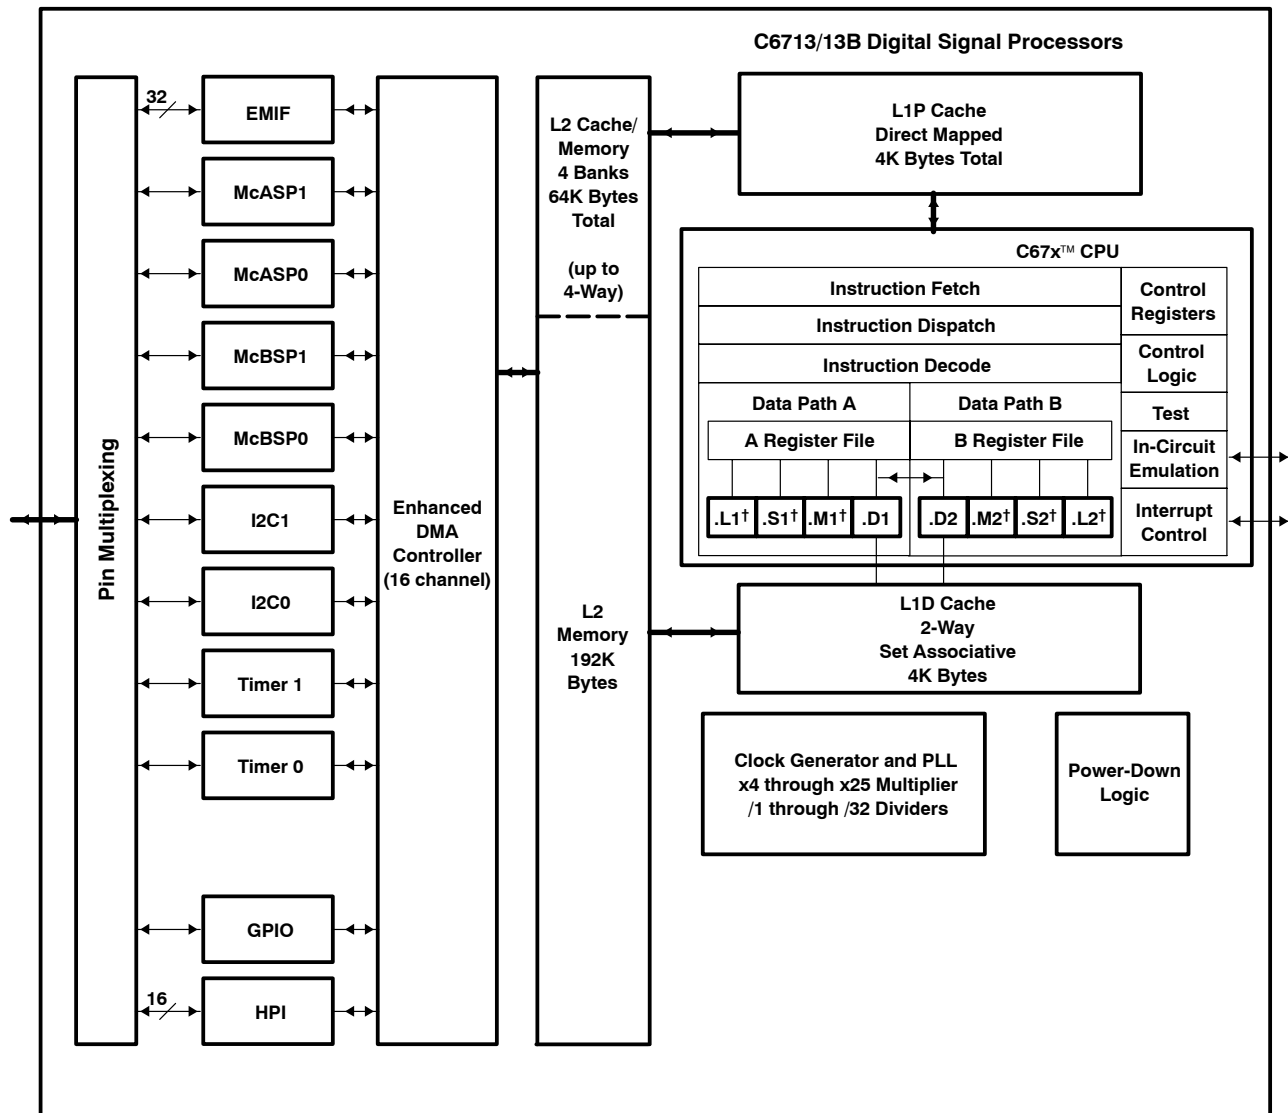 C6713/13B Digital Signal Processors
Pin Multiplexing
32
EMIF
McASP1
McASP0
McBSP1
McBSP0
I2C1
I2C0
Timer 1
Timer 0
GPIO
16
HPI
Enhanced
DMA
Controller
(16 channel)
L2 Cache/
Memory
4 Banks
64K Bytes
Total
(up to
4-Way)
L2
Memory
192K
Bytes
L1P Cache
Direct Mapped
4K Bytes Total
C67x™ CPU
Instruction Fetch
Instruction Dispatch
Instruction Decode
Data Path A
Data Path B
A Register File
B Register File
.L1†
.S1†
.M1†
.D1
.D2
.M2†
.S2†
.L2†
Control
Registers
Control
Logic
Test
In-Circuit
Emulation
Interrupt
Control
L1D Cache
2-Way
Set Associative
4K Bytes
Clock Generator and PLL
x4 through x25 Multiplier
/1 through /32 Dividers
Power-Down
Logic